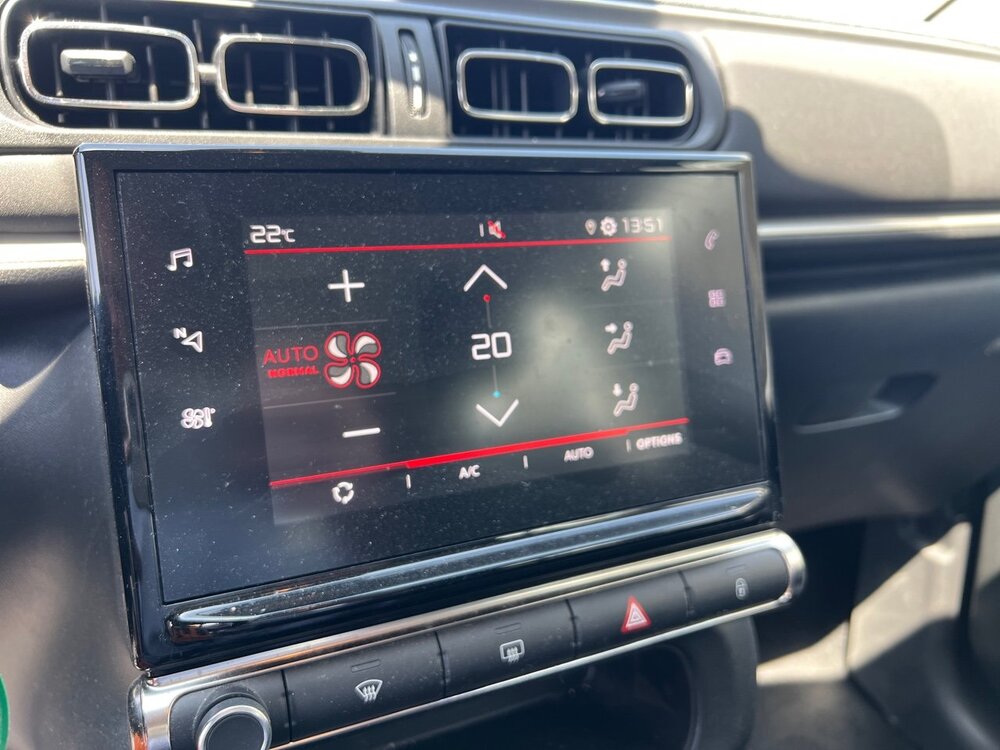 22°C 13:51
N
20
AUTO
NORMAL
A/C AUTO OPTIONS